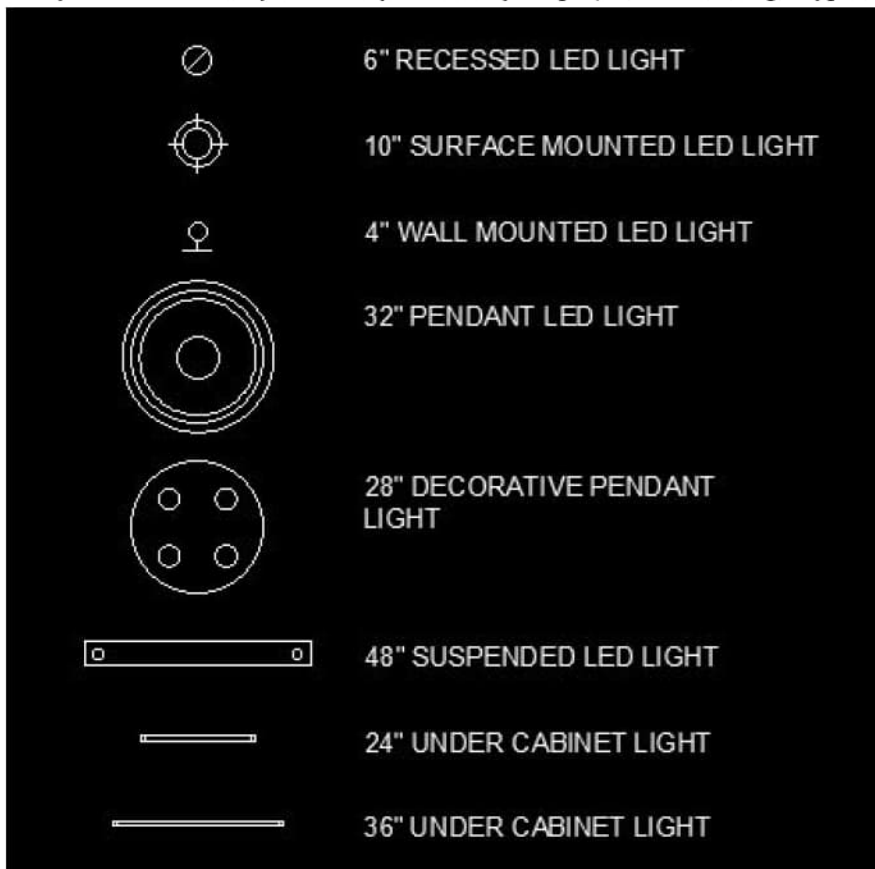 6" RECESSED LED LIGHT
10" SURFACE MOUNTED LED LIGHT
4" WALL MOUNTED LED LIGHT
32" PENDANT LED LIGHT
28" DECORATIVE PENDANT
LIGHT
48" SUSPENDED LED LIGHT
24" UNDER CABINET LIGHT
36" UNDER CABINET LIGHT